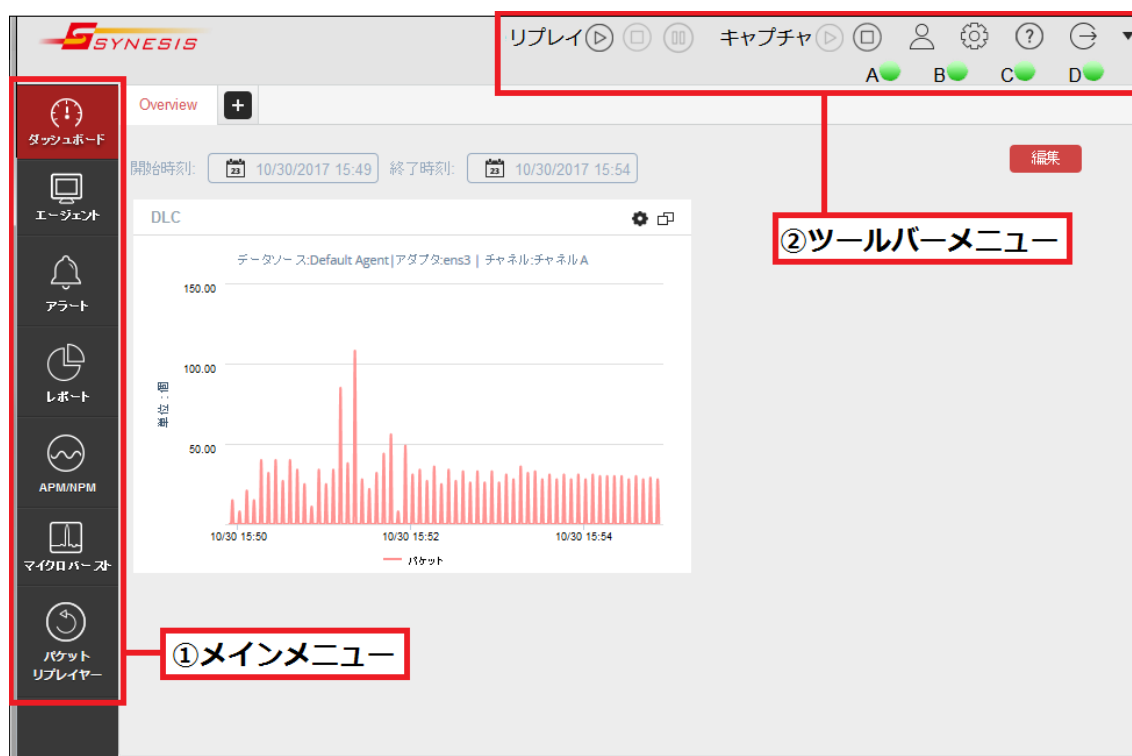 SYNESIS
リプレイ キャプチャ ?
A B C D
ダッシュボード
エージェント
アラート
レポート
APM/NPM
マイクロバースト
パケット
リプレイヤー
Overview +
開始時刻: 23 10/30/2017 15:49 終了時刻: 23 10/30/2017 15:54
編集
DLC
データソース:Default Agent|アダプタ:ens3 | チャネル:チャネル A
150.00
100.00
50.00
単位:個
10/30 15:50 10/30 15:52 10/30 15:54
パケット
②ツールバーメニュー
①メインメニュー